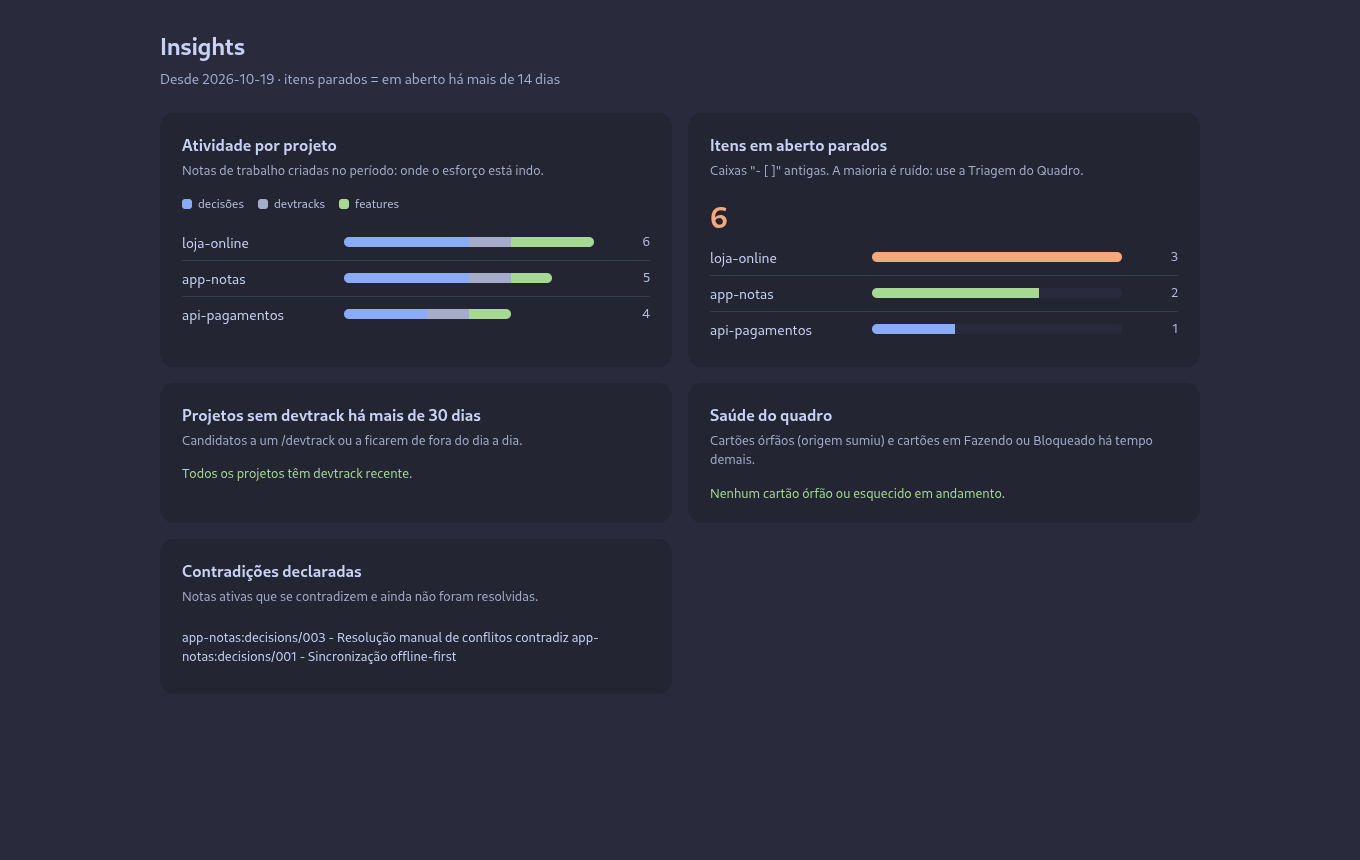 Insights
Desde 2026-10-19 · itens parados = em aberto há mais de 14 dias
Atividade por projeto
Notas de trabalho criadas no período: onde o esforço está indo.
decisões devtracks features
loja-online 6
app-notas 5
api-pagamentos 4
Itens em aberto parados
Caixas "- [ ]" antigas. A maioria é ruído: use a Triagem do Quadro.
6
loja-online 3
app-notas 2
api-pagamentos 1
Projetos sem devtrack há mais de 30 dias
Candidatos a um /devtrack ou a ficarem de fora do dia a dia.
Todos os projetos têm devtrack recente.
Saúde do quadro
Cartões órfãos (origem sumiu) e cartões em Fazendo ou Bloqueado há tempo
demais.
Nenhum cartão órfão ou esquecido em andamento.
Contradições declaradas
Notas ativas que se contradizem e ainda não foram resolvidas.
app-notas:decisions/003 - Resolução manual de conflitos contradiz app-
notas:decisions/001 - Sincronização offline-first